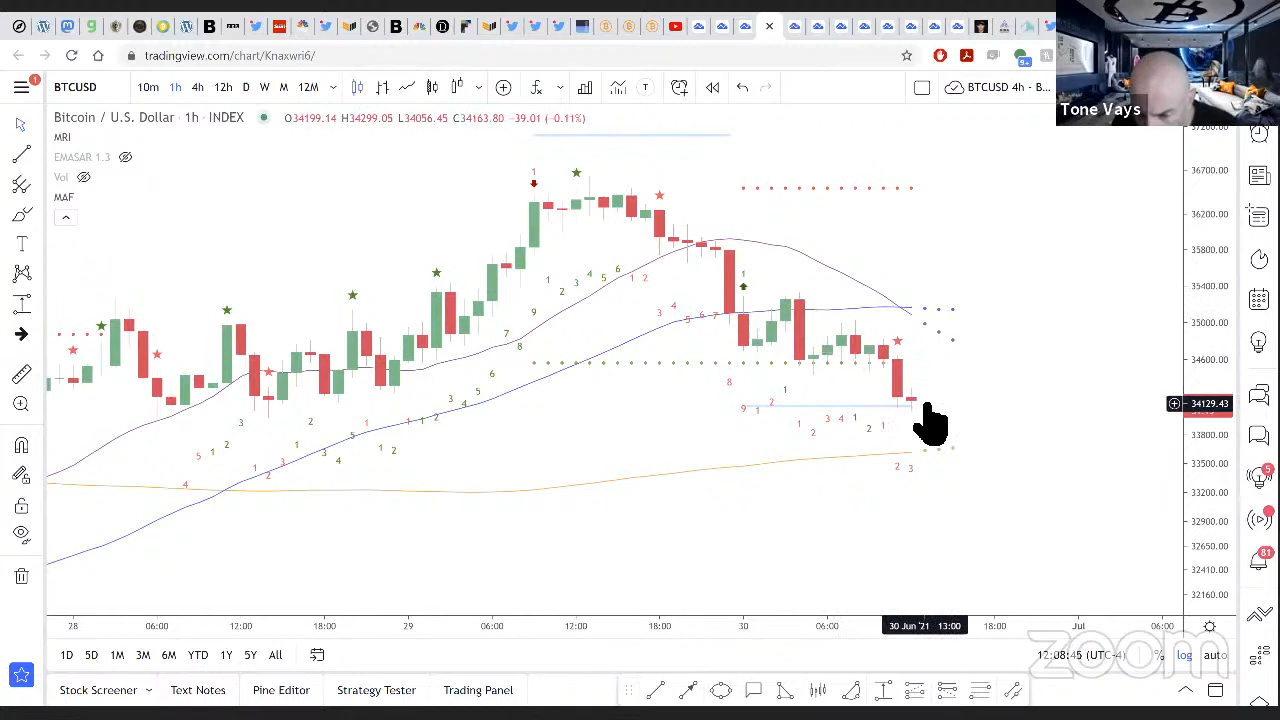 tradingview.com/chart/Knarwri6/
Tone Vays
BTCUSD
10m 1h 4h 12h D W M 12M
BTCUSD 4h - B...
Bitcoin / U.S. Dollar · 1h · INDEX
O34199.14
L34098.45 C34163.80 −39.01 (−0.11%)
MRI
EMASAR 1.3
Vol
MAF
37200.00
36700.00
36200.00
35800.00
35400.00
35000.00
34600.00
34129.43
33800.00
33500.00
33200.00
32900.00
32650.00
32410.00
32160.00
28 06:00 12:00 18:00 29 06:00 12:00 18:00 30 06:00 30 Jun '21 13:00 18:00 Jul 06:00
1D 5D 1M 3M 6M YTD 1Y 5Y All
12:08:45 (UTC-4) % log auto
zoom
Stock Screener Text Notes Pine Editor Strategy Tester Trading Panel